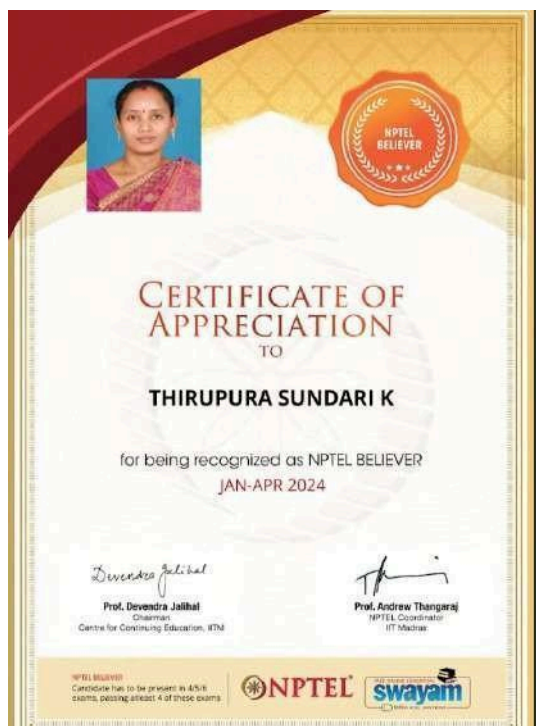 NPTEL
BELIEVER
CERTIFICATE OF
APPRECIATION
TO
THIRUPURA SUNDARI K
for being recognized as NPTEL BELIEVER
JAN-APR 2024
Devendra Jalihal
Prof. Devendra Jalihal
Chairman
Centre for Continuing Education, IITM
Prof. Andrew Thangaraj
NPTEL Coordinator
IIT Madras
NPTEL BELIEVER
Candidate has to be present in 4/5/6
exams, passing atleast 4 of these exams
NPTEL
swayam